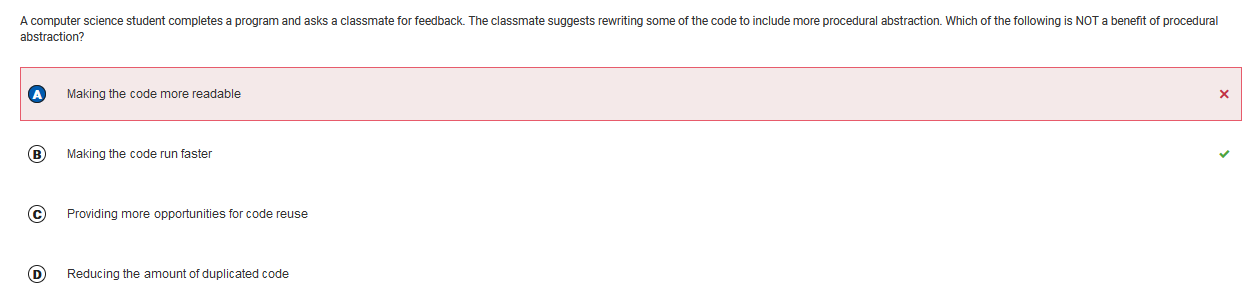 A computer science student completes a program and asks a classmate for feedback. The classmate suggests rewriting some of the code to include more procedural abstraction. Which of the following is NOT a benefit of procedural
abstraction?
A Making the code more readable
B Making the code run faster
C Providing more opportunities for code reuse
D Reducing the amount of duplicated code